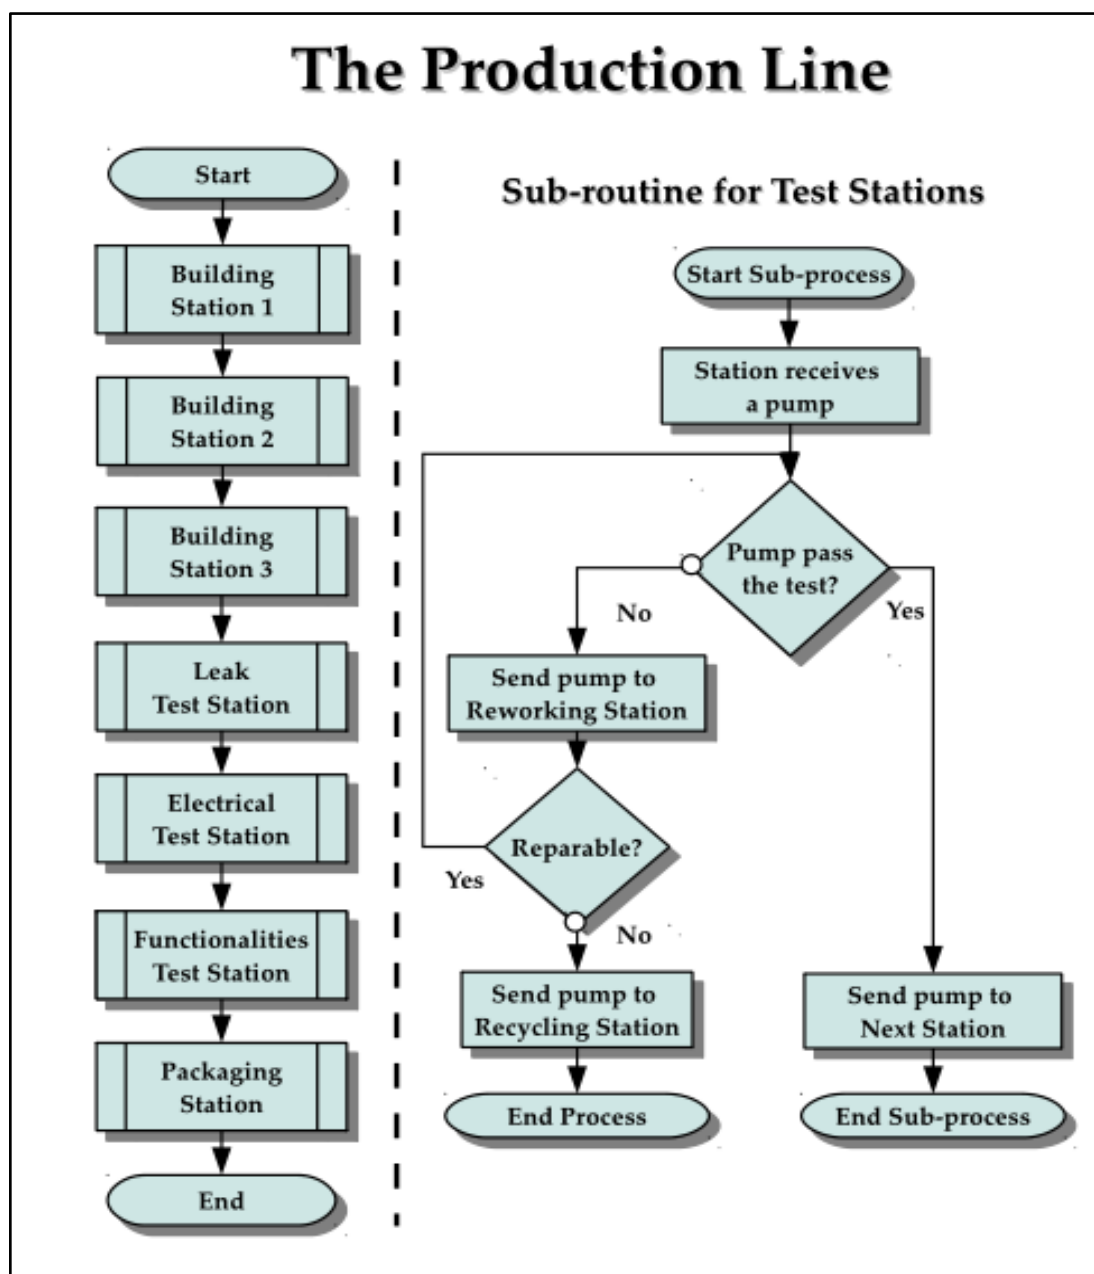 The Production Line
Start
Building
Station 1
Building
Station 2
Building
Station 3
Leak
Test Station
Electrical
Test Station
Functionalities
Test Station
Packaging
Station
End
Sub-routine for Test Stations
Start Sub-process
Station receives
a pump
Pump pass
the test?
No
Yes
Send pump to
Reworking Station
Reparable?
Yes
No
Send pump to
Recycling Station
End Process
Send pump to
Next Station
End Sub-process